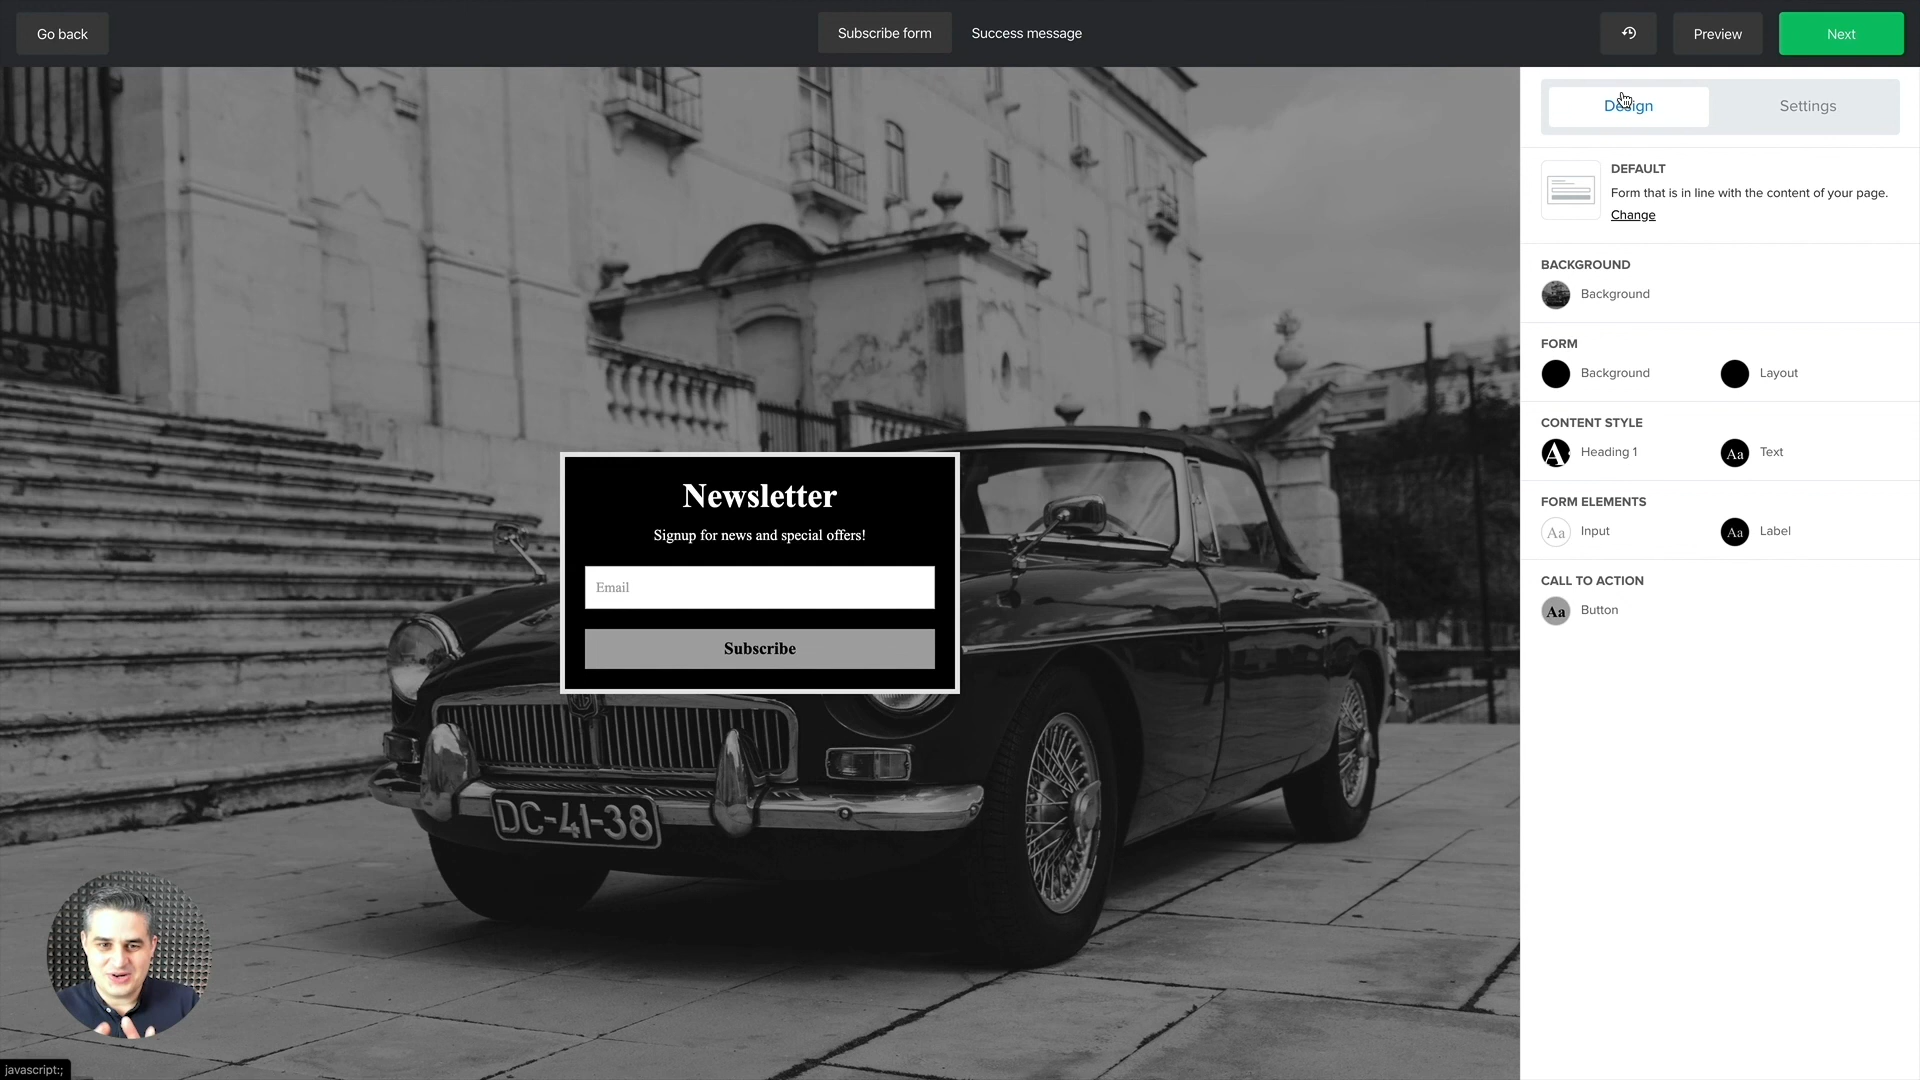 Go back
Subscribe form
Success message
Preview
Next
Design
Settings
DEFAULT
Form that is in line with the content of your page.
Change
BACKGROUND
Background
FORM
Background
Layout
CONTENT STYLE
A
Heading 1
Aa
Text
FORM ELEMENTS
Aa
Input
Aa
Label
CALL TO ACTION
Aa
Button
Newsletter
Signup for news and special offers!
Email
Subscribe
DC-41-38
javascript:;